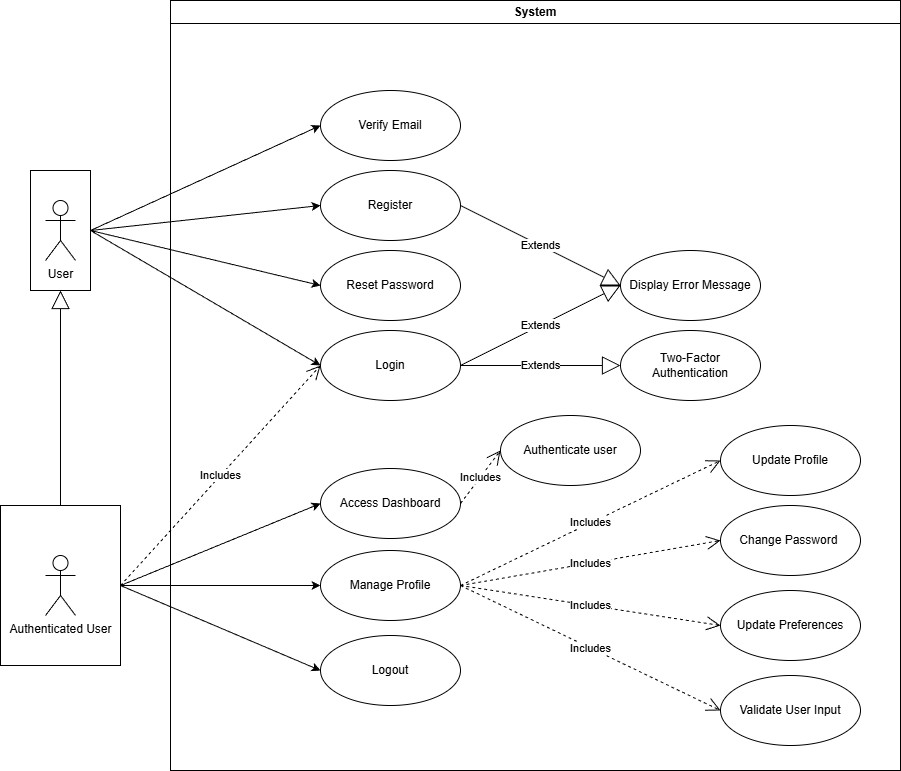 System
Verify Email
Register
User
Extends
Reset Password
Display Error Message
Extends
Login
Extends
Two-Factor
Authentication
Includes
Authenticate user
Update Profile
Includes
Access Dashboard
Includes
Change Password
Includes
Manage Profile
Includes
Authenticated User
Update Preferences
Includes
Logout
Validate User Input